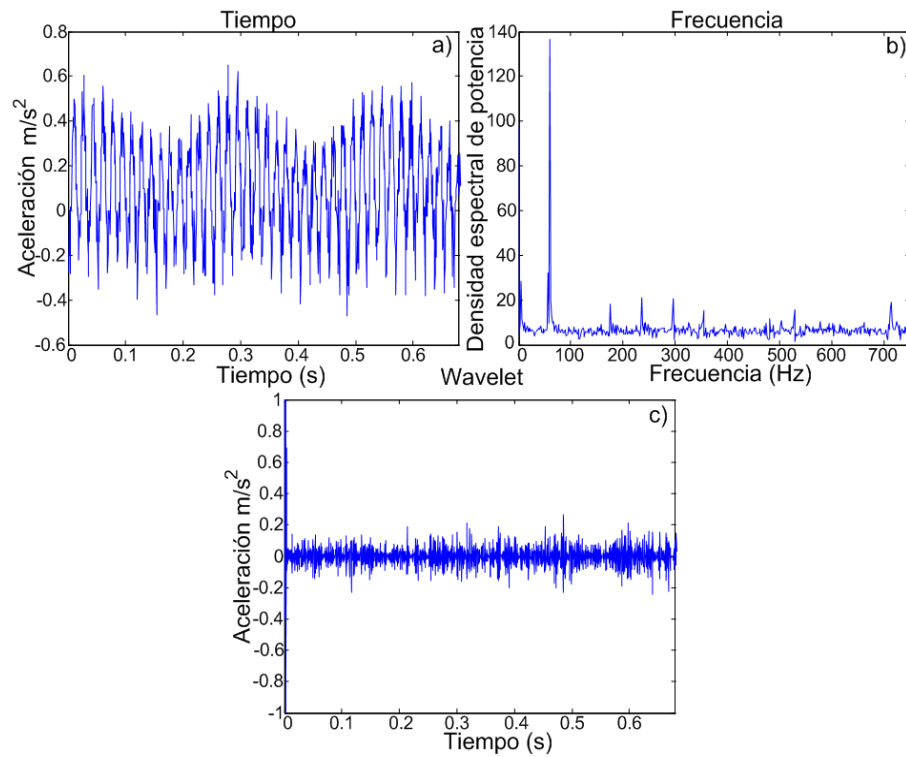 Tiempo
a)
Aceleración m/s²
0.8
0.6
0.4
0.2
0
-0.2
-0.4
-0.6
0 0.1 0.2 0.3 0.4 0.5 0.6
Tiempo (s)
Frecuencia
b)
Densidad espectral de potencia
140
120
100
80
60
40
20
0
0 100 200 300 400 500 600 700
Frecuencia (Hz)
Wavelet
c)
Aceleración m/s²
1
0.8
0.6
0.4
0.2
0
-0.2
-0.4
-0.6
-0.8
-1
0 0.1 0.2 0.3 0.4 0.5 0.6
Tiempo (s)